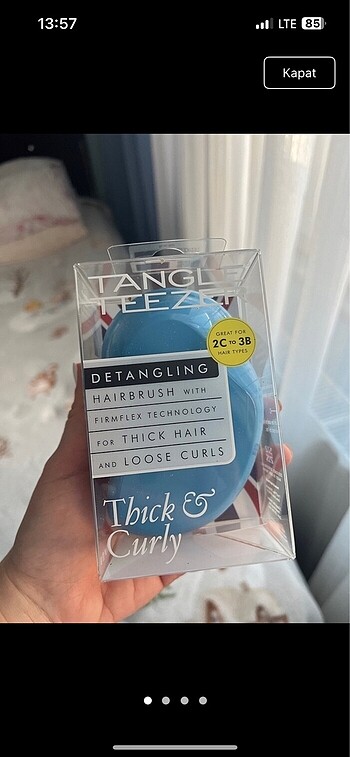 13:57
LTE 85
Kapat
TANGLE
TEEZER
GREAT FOR
2C TO 3B
HAIR TYPES
DETANGLING
HAIRBRUSH WITH
FIRMFLEX TECHNOLOGY
FOR THICK HAIR
AND LOOSE CURLS
Thick &
Curly